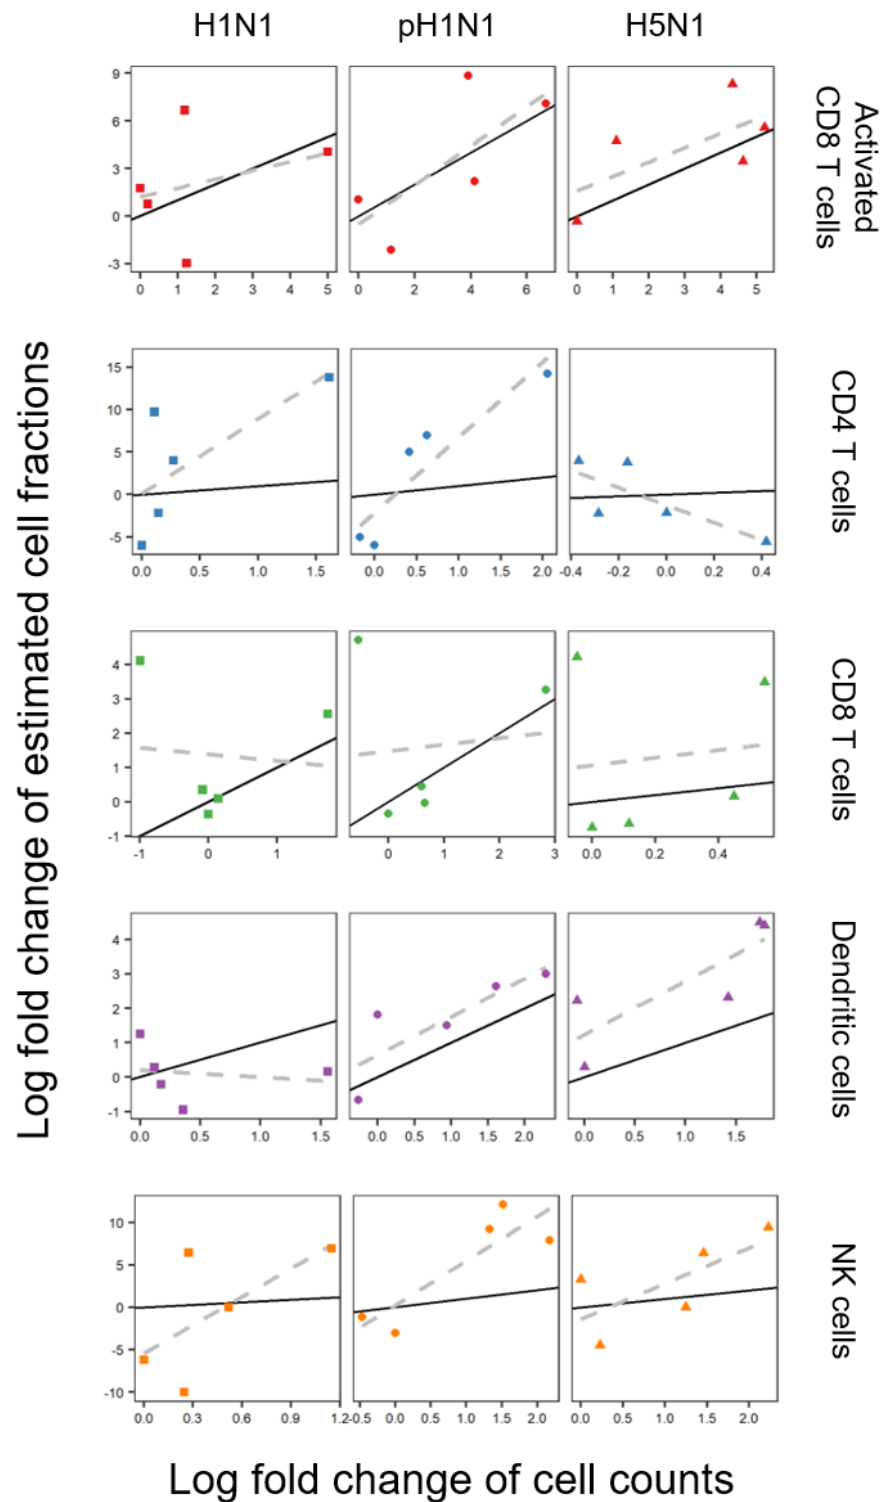 H1N1 pH1N1 H5N1
Activated
CD8 T cells
9
6
3
0
-3
0 1 2 3 4 5 0 2 4 6 0 1 2 3 4 5
CD4 T cells
15
10
5
0
-5
0.0 0.5 1.0 1.5 0.0 0.5 1.0 1.5 2.0 -0.4 -0.2 0.0 0.2 0.4
Log fold change of estimated cell fractions
CD8 T cells
4
3
2
1
0
-1
-1 0 1 0 1 2 3 0.0 0.2 0.4
Dendritic cells
4
3
2
1
0
-1
0.0 0.5 1.0 1.5 0.0 0.5 1.0 1.5 2.0 0.0 0.5 1.0 1.5
NK cells
10
5
0
-5
-10
0.0 0.3 0.6 0.9 1.2 -0.5 0.0 0.5 1.0 1.5 2.0 0.0 0.5 1.0 1.5 2.0
Log fold change of cell counts